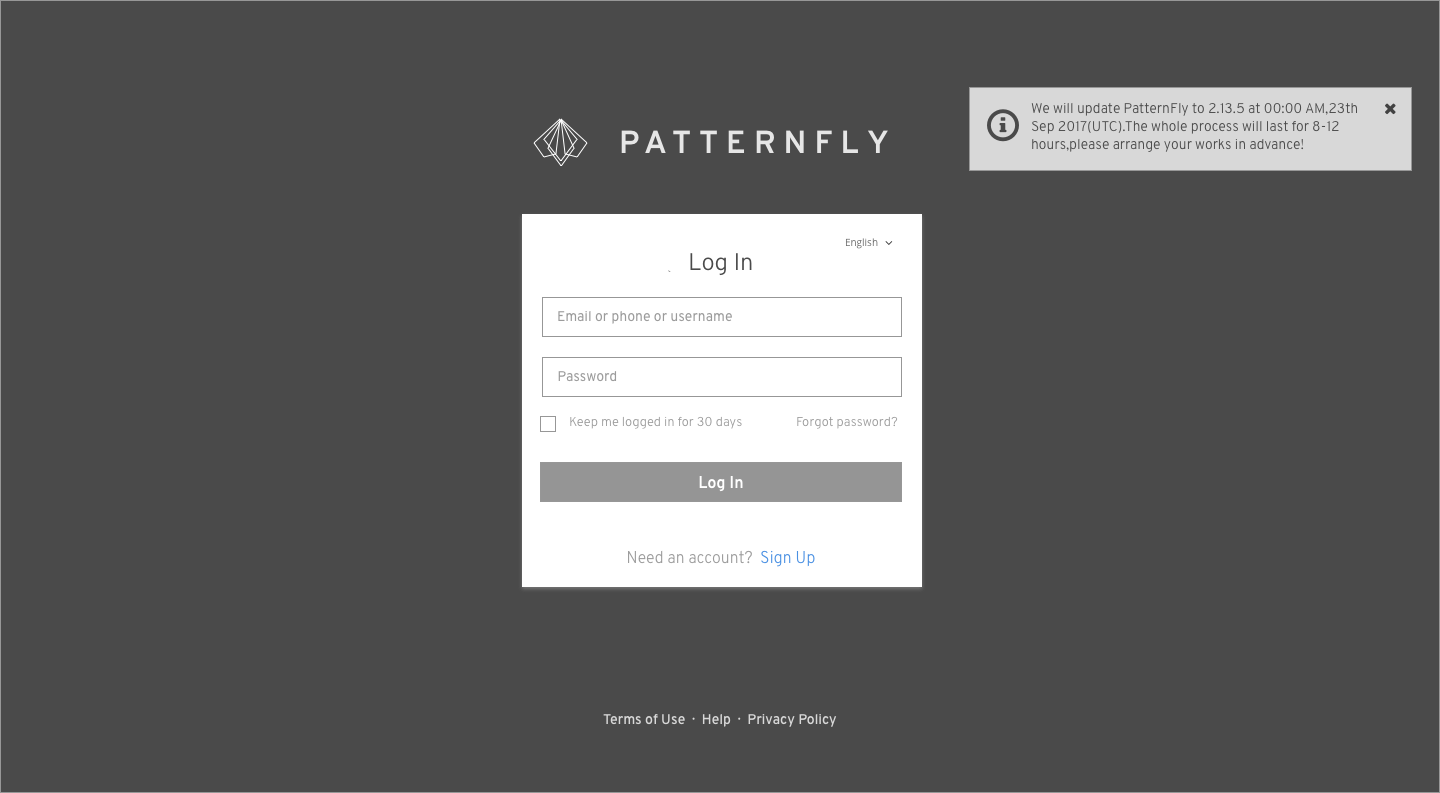 PATTERNFLY
We will update PatternFly to 2.13.5 at 00:00 AM,23th
Sep 2017(UTC).The whole process will last for 8-12
hours,please arrange your works in advance!
English
Log In
Email or phone or username
Password
Keep me logged in for 30 days Forgot password?
Log In
Need an account? Sign Up
Terms of Use · Help · Privacy Policy